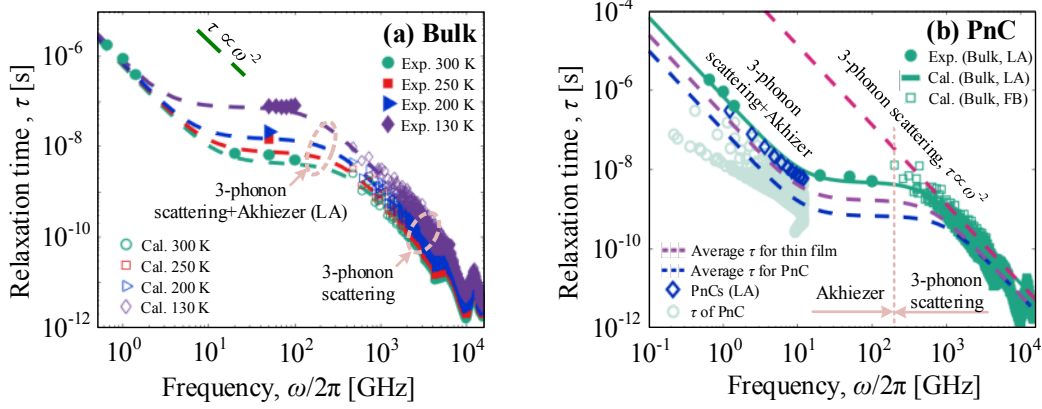 (a) Bulk
τ ∝ ω⁻²
Exp. 300 K
Exp. 250 K
Exp. 200 K
Exp. 130 K
3-phonon
scattering+Akhiezer (LA)
3-phonon
scattering
Cal. 300 K
Cal. 250 K
Cal. 200 K
Cal. 130 K
Relaxation time , τ [s]
10⁻⁶
10⁻⁸
10⁻¹⁰
10⁻¹²
10⁰
10¹
10²
10³
10⁴
Frequency, ω/2π [GHz]
(b) PnC
Exp. (Bulk, LA)
Cal. (Bulk, LA)
Cal. (Bulk, FB)
3-phonon
scattering+Akhizer
3-phonon scattering, τ ∝ ω⁻²
Average τ for thin film
Average τ for PnC
PnCs (LA)
τ of PnC
Akhiezer
3-phonon
scattering
Relaxation time , τ [s]
10⁻⁴
10⁻⁶
10⁻⁸
10⁻¹⁰
10⁻¹²
10⁻¹
10⁰
10¹
10²
10³
10⁴
Frequency, ω/2π [GHz]